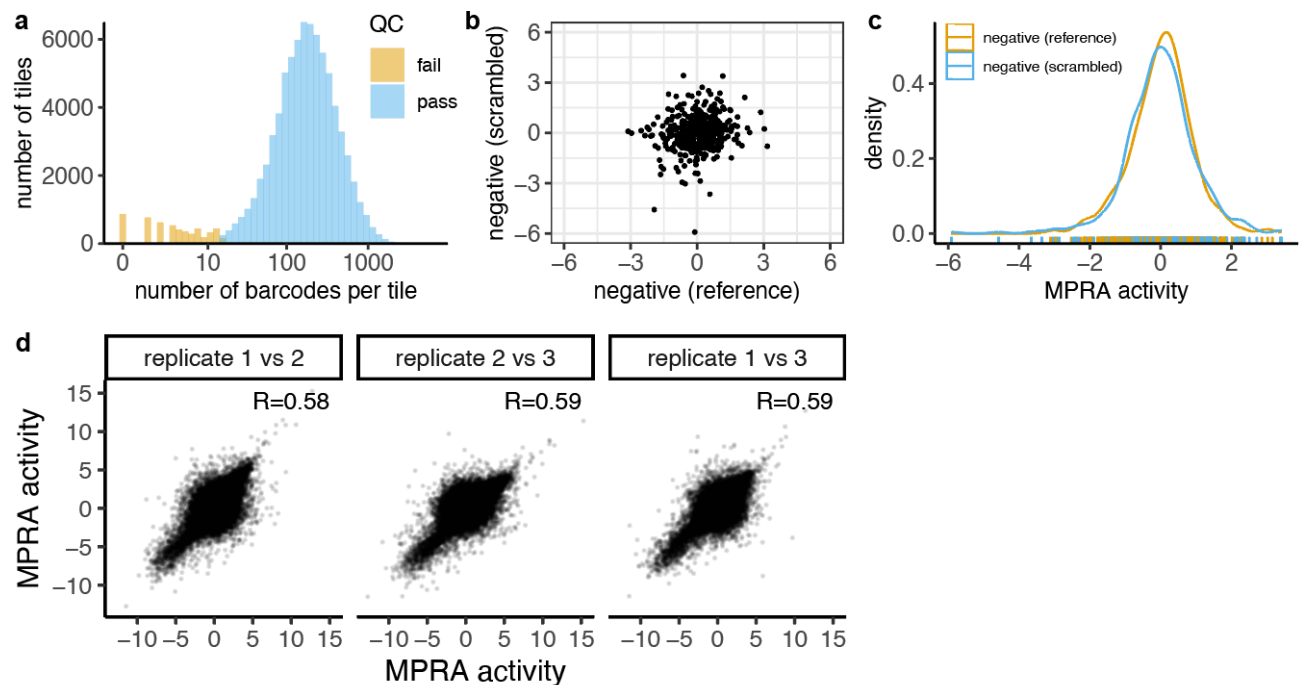 a
6000
4000
2000
0
number of tiles
QC
fail
pass
0 10 100 1000
number of barcodes per tile
b
6
3
0
−3
−6
negative (scrambled)
−6 −3 0 3 6
negative (reference)
c
negative (reference)
negative (scrambled)
0.4
0.2
0.0
density
−6 −4 −2 0 2
MPRA activity
d
replicate 1 vs 2 replicate 2 vs 3 replicate 1 vs 3
R=0.58 R=0.59 R=0.59
15
10
5
0
−5
−10
MPRA activity
−10 −5 0 5 10 15 −10 −5 0 5 10 15 −10 −5 0 5 10 15
MPRA activity